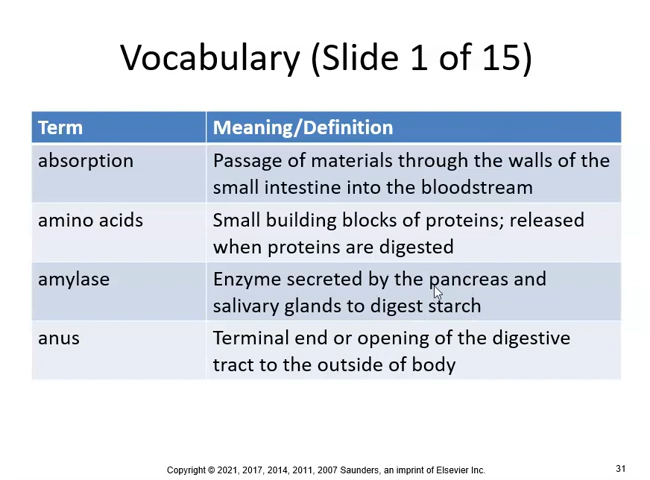 Vocabulary (Slide 1 of 15)
Term Meaning/Definition
absorption Passage of materials through the walls of the
small intestine into the bloodstream
amino acids Small building blocks of proteins; released
when proteins are digested
amylase Enzyme secreted by the pancreas and
salivary glands to digest starch
anus Terminal end or opening of the digestive
tract to the outside of body
Copyright © 2021, 2017, 2014, 2011, 2007 Saunders, an imprint of Elsevier Inc. 31